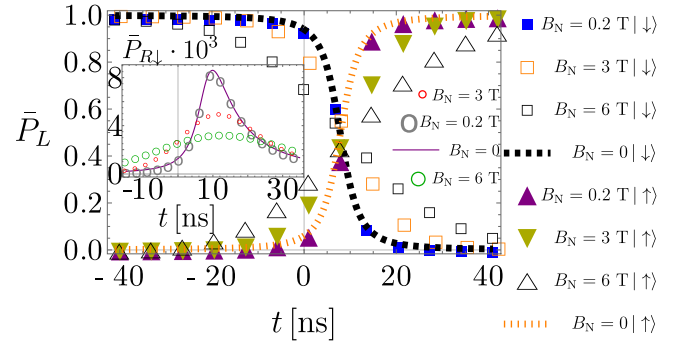 1.0
0.8
0.6
0.4
0.2
0.0
P̄_L
-40
-20
0
20
40
t [ns]
P̄_{R↓} · 10³
8
4
0
-10
0
10
30
t [ns]
B_N = 3 T
B_N = 0.2 T
B_N = 0
B_N = 6 T
B_N = 0.2 T |↓⟩
B_N = 3 T |↓⟩
B_N = 6 T |↓⟩
B_N = 0 |↓⟩
B_N = 0.2 T |↑⟩
B_N = 3 T |↑⟩
B_N = 6 T |↑⟩
B_N = 0 |↑⟩